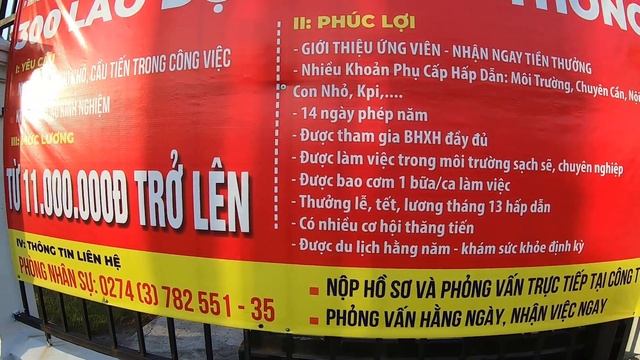 300 LAO
I: YÊU CẦU
KHÓ, CẦU TIẾN TRONG CÔNG VIỆC
KINH NGHIỆM
III: MỨC LƯƠNG
TỪ 11.000.000Đ TRỞ LÊN
IV: THÔNG TIN LIÊN HỆ
PHÒNG NHÂN SỰ: 0274 (3) 782 551 - 35
II: PHÚC LỢI
- GIỚI THIỆU ỨNG VIÊN - NHẬN NGAY TIỀN THƯỞNG
- Nhiều Khoản Phụ Cấp Hấp Dẫn: Môi Trường, Chuyên Cần,
Con Nhỏ, Kpi,....
- 14 ngày phép năm
- Được tham gia BHXH đầy đủ
- Được làm việc trong môi trường sạch sẽ, chuyên nghiệp
- Được bao cơm 1 bữa/ca làm việc
- Thưởng lễ, tết, lương tháng 13 hấp dẫn
- Có nhiều cơ hội thăng tiến
- Được du lịch hằng năm - khám sức khỏe định kỳ
▪ NỘP HỒ SƠ VÀ PHỎNG VẤN TRỰC TIẾP TẠI CÔNG
▪ PHỎNG VẤN HẰNG NGÀY, NHẬN VIỆC NGAY